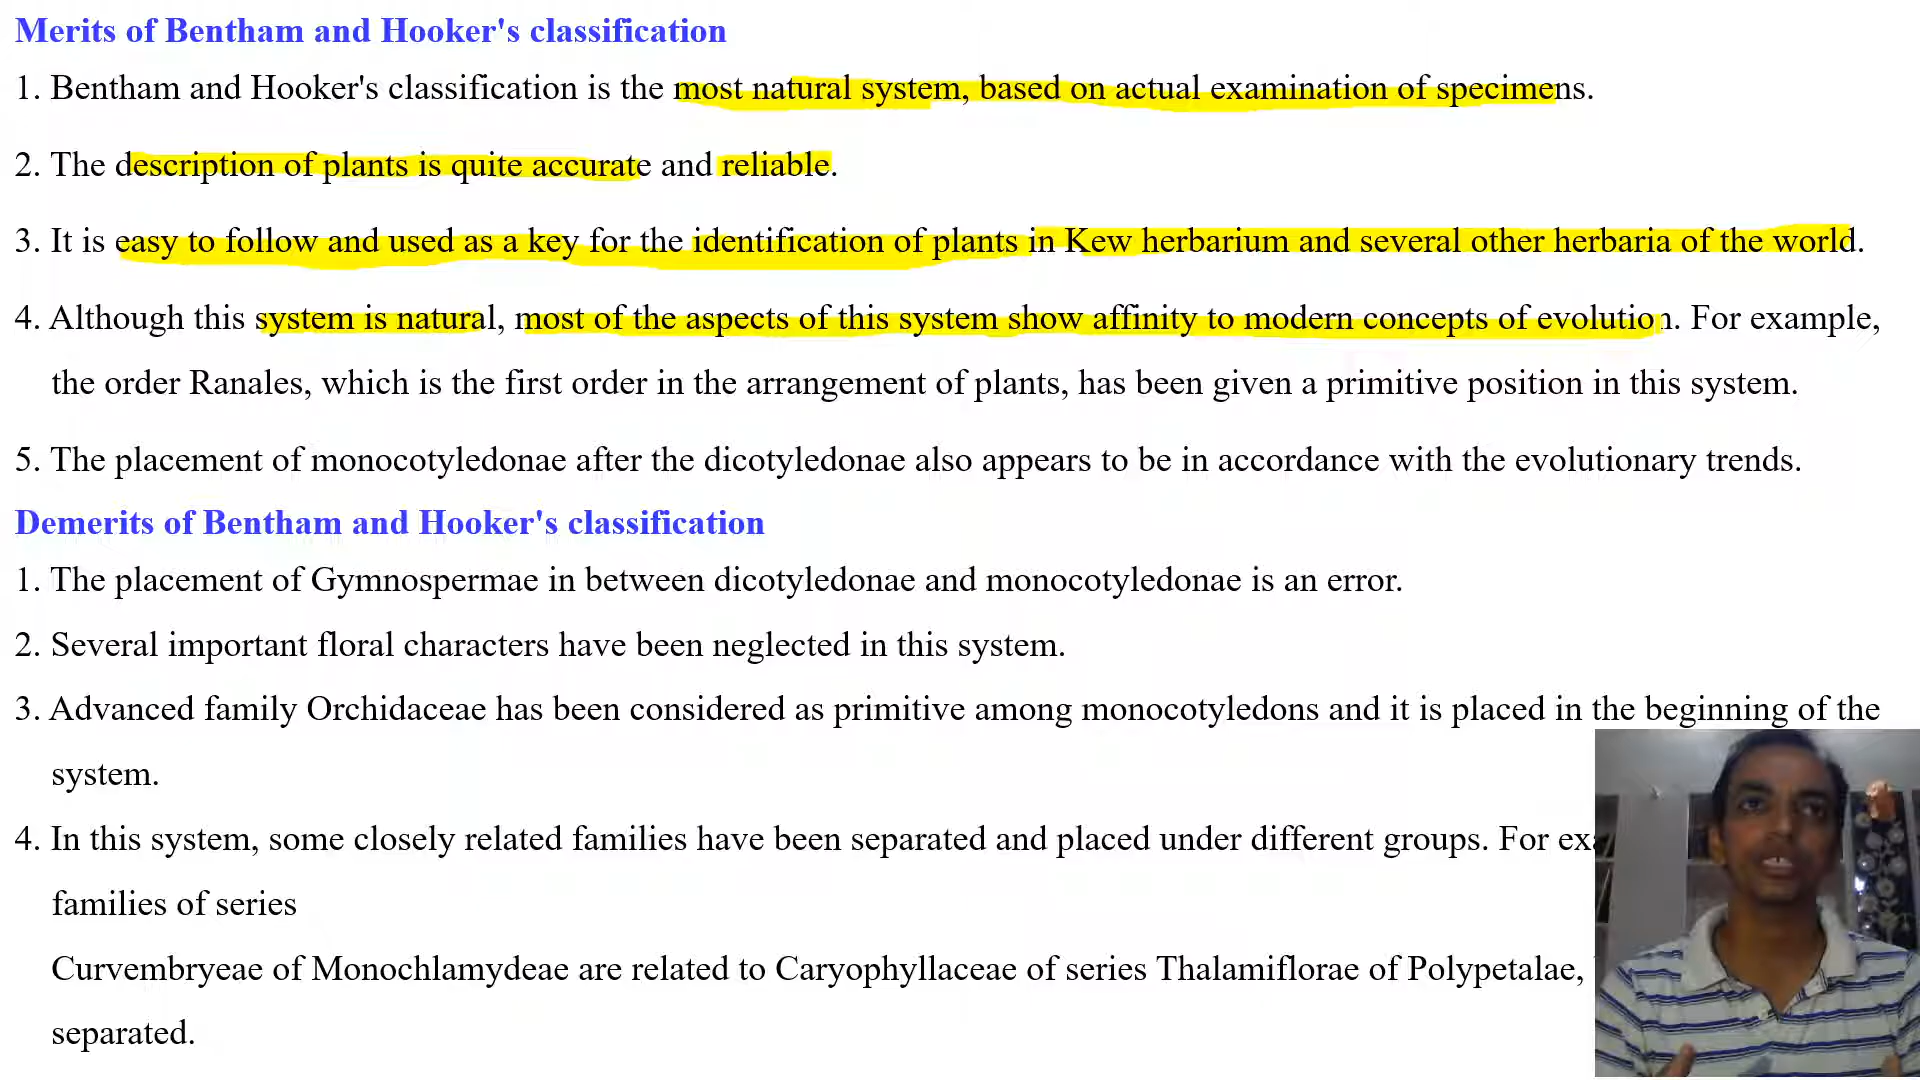 Merits of Bentham and Hooker's classification
1. Bentham and Hooker's classification is the most natural system, based on actual examination of specimens.
2. The description of plants is quite accurate and reliable.
3. It is easy to follow and used as a key for the identification of plants in Kew herbarium and several other herbaria of the world.
4. Although this system is natural, most of the aspects of this system show affinity to modern concepts of evolution. For example,
the order Ranales, which is the first order in the arrangement of plants, has been given a primitive position in this system.
5. The placement of monocotyledonae after the dicotyledonae also appears to be in accordance with the evolutionary trends.
Demerits of Bentham and Hooker's classification
1. The placement of Gymnospermae in between dicotyledonae and monocotyledonae is an error.
2. Several important floral characters have been neglected in this system.
3. Advanced family Orchidaceae has been considered as primitive among monocotyledons and it is placed in the beginning of the
system.
4. In this system, some closely related families have been separated and placed under different groups. For
families of series
Curvembryeae of Monochlamydeae are related to Caryophyllaceae of series Thalamiflorae of Polypetalae,
separated.